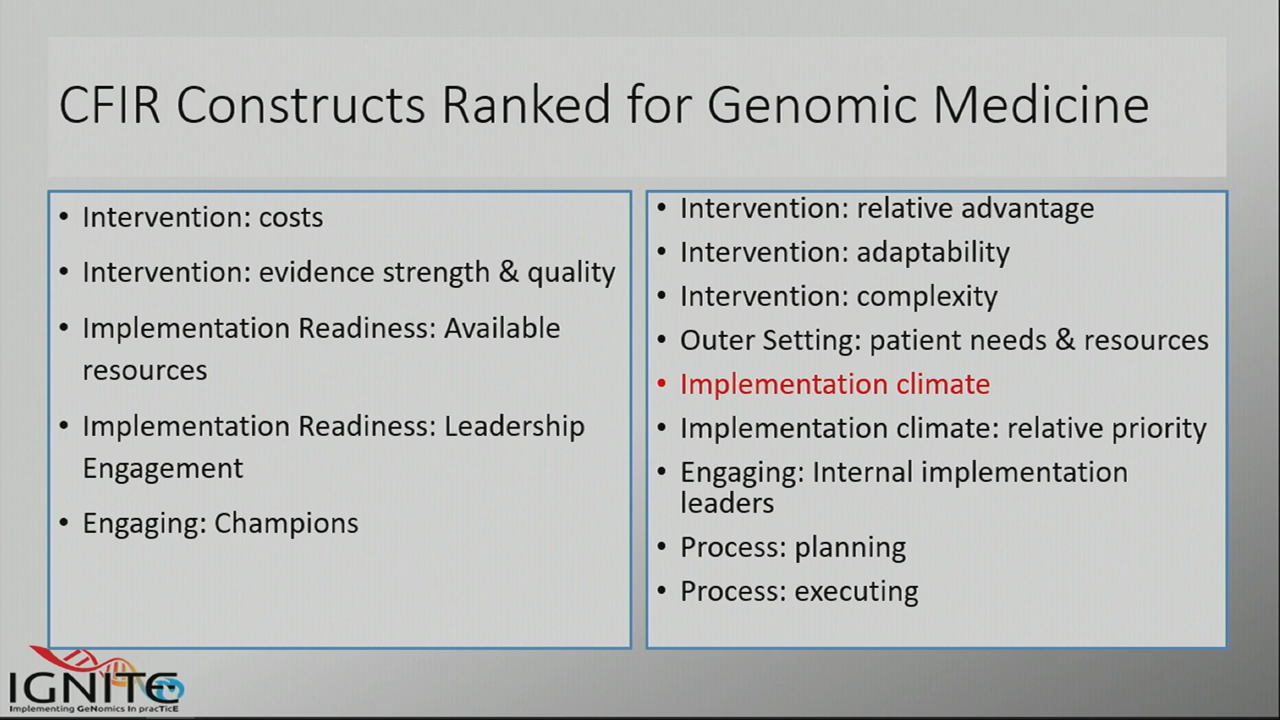 CFIR Constructs Ranked for Genomic Medicine
• Intervention: costs
• Intervention: evidence strength & quality
• Implementation Readiness: Available
resources
• Implementation Readiness: Leadership
Engagement
• Engaging: Champions
• Intervention: relative advantage
• Intervention: adaptability
• Intervention: complexity
• Outer Setting: patient needs & resources
• Implementation climate
• Implementation climate: relative priority
• Engaging: Internal implementation
leaders
• Process: planning
• Process: executing
IGNITE
Implementing GeNomics In pracTicE